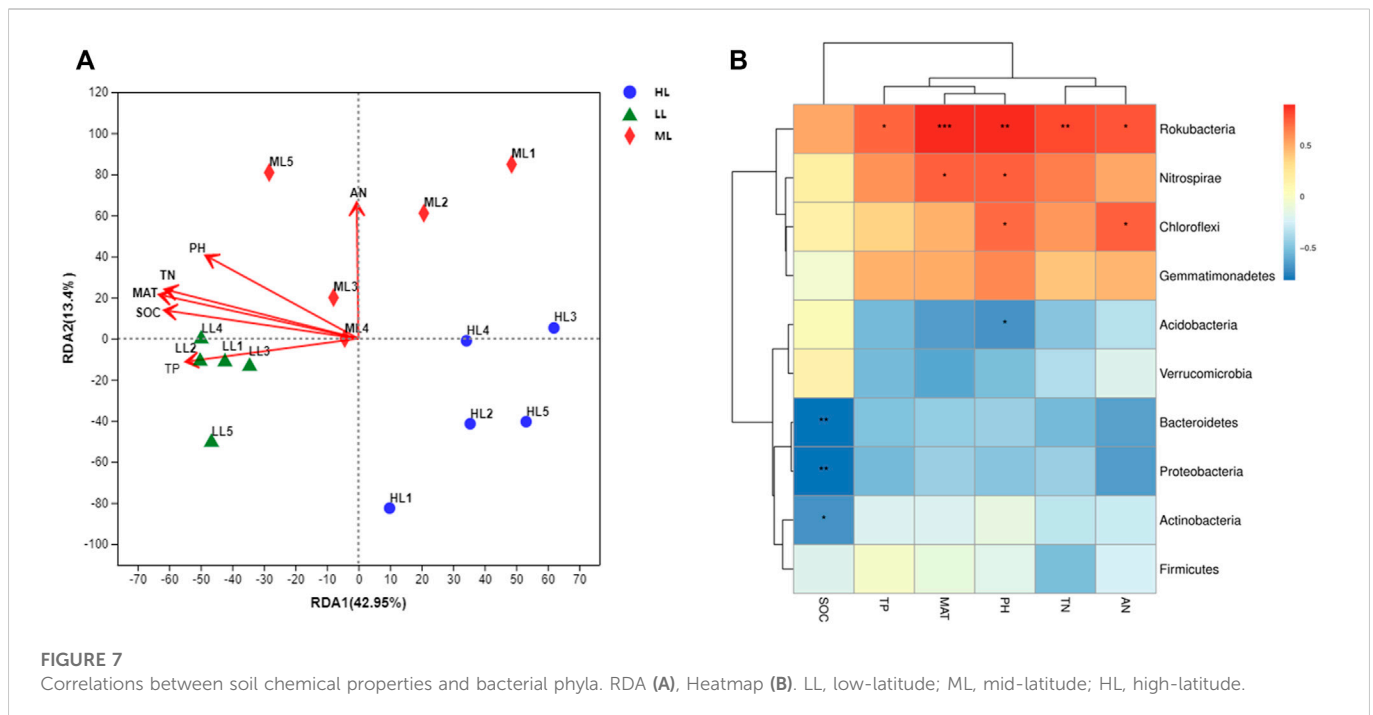 A
HL
LL
ML
120
100
80
60
40
20
0
-20
-40
-60
-80
-100
RDA2(13.4%)
-70 -60 -50 -40 -30 -20 -10 0 10 20 30 40 50 60 70
RDA1(42.95%)
ML5
ML1
AN
ML2
PH
TN
MAT
SOC
ML3
ML4
HL3
HL4
LL4
LL2
LL1
LL3
TP
LL5
HL2
HL5
HL1
B
* *** ** ** * Rokubacteria
* * Nitrospirae
* * Chloroflexi
Gemmatimonadetes
* Acidobacteria
Verrucomicrobia
** Bacteroidetes
** Proteobacteria
* Actinobacteria
Firmicutes
SOC TP MAT PH TN AN
0.5
0
-0.5
FIGURE 7
Correlations between soil chemical properties and bacterial phyla. RDA (A), Heatmap (B). LL, low-latitude; ML, mid-latitude; HL, high-latitude.